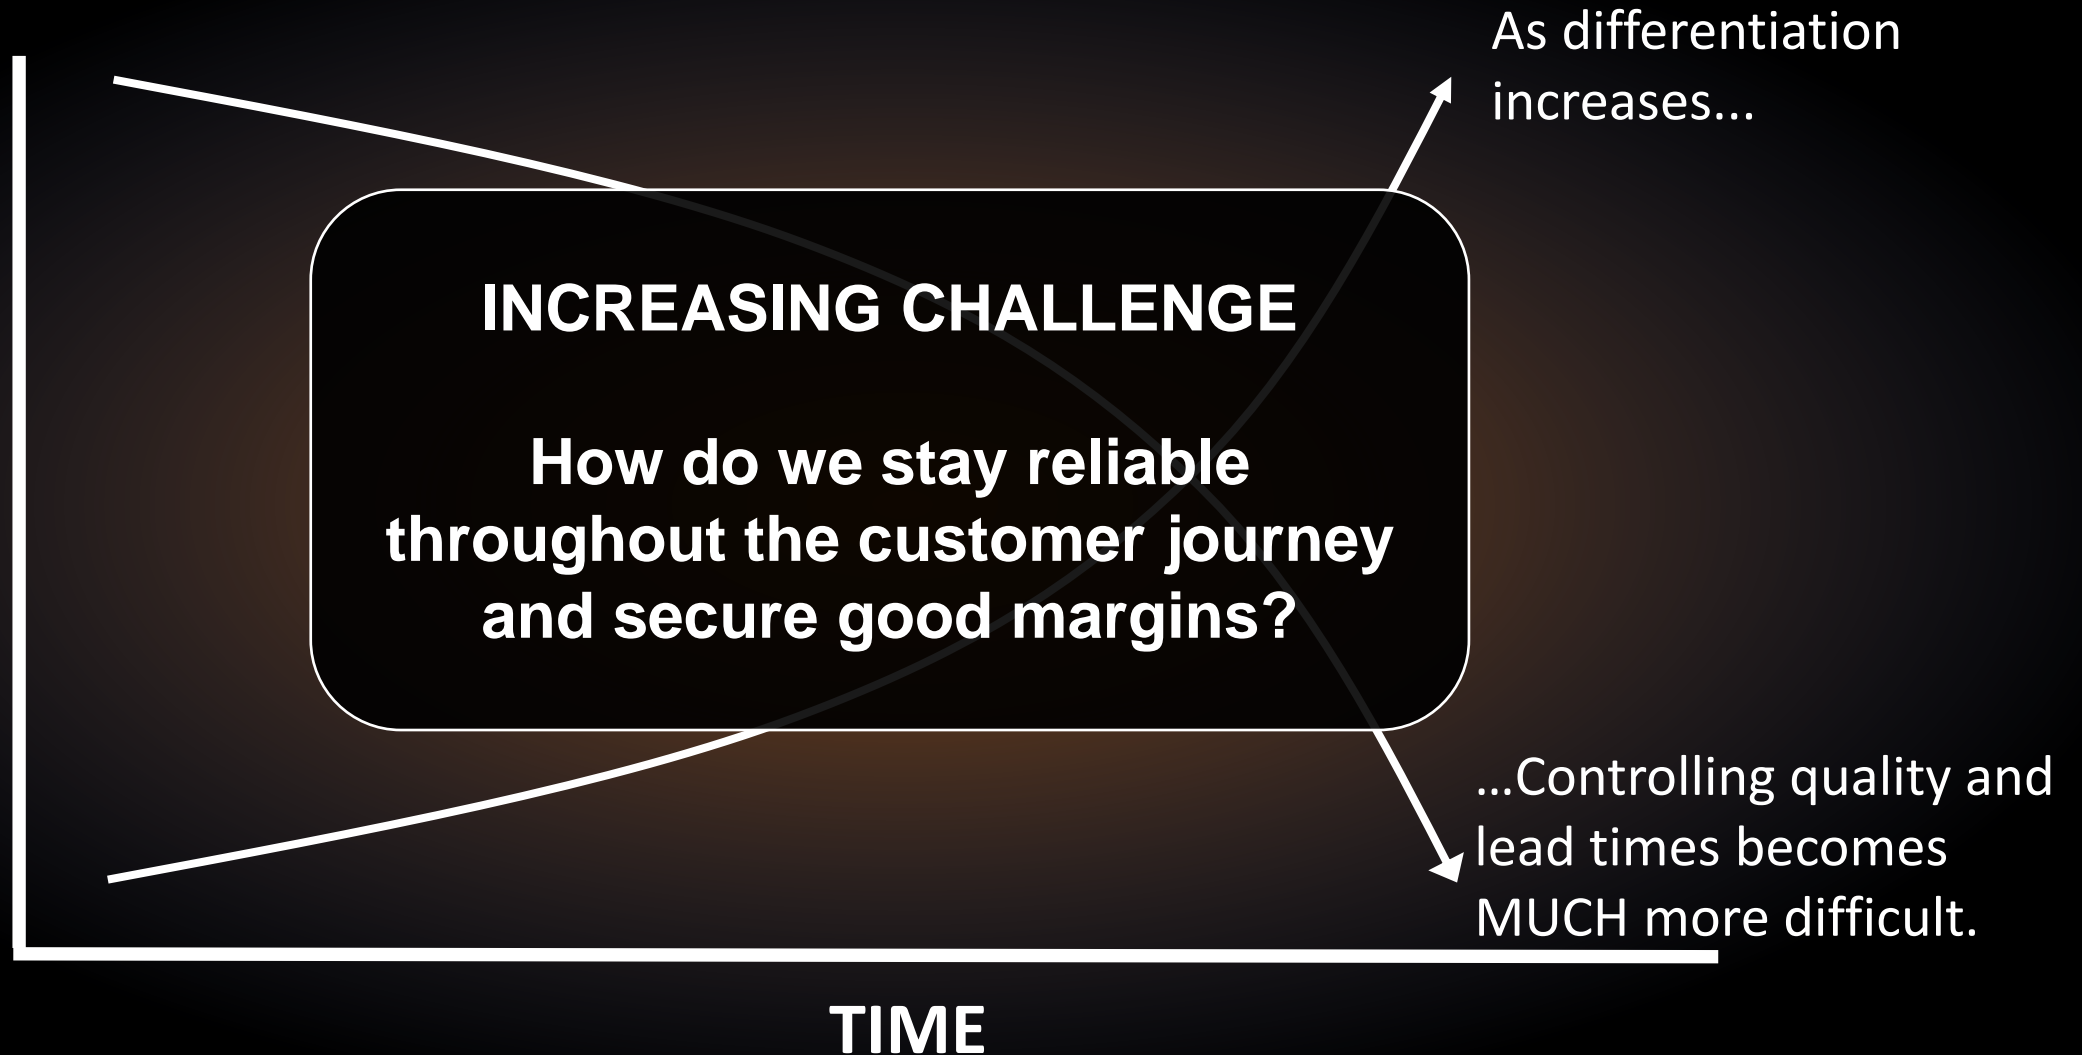 As differentiation
increases...
INCREASING CHALLENGE
How do we stay reliable
throughout the customer journey
and secure good margins?
...Controlling quality and
lead times becomes
MUCH more difficult.
TIME